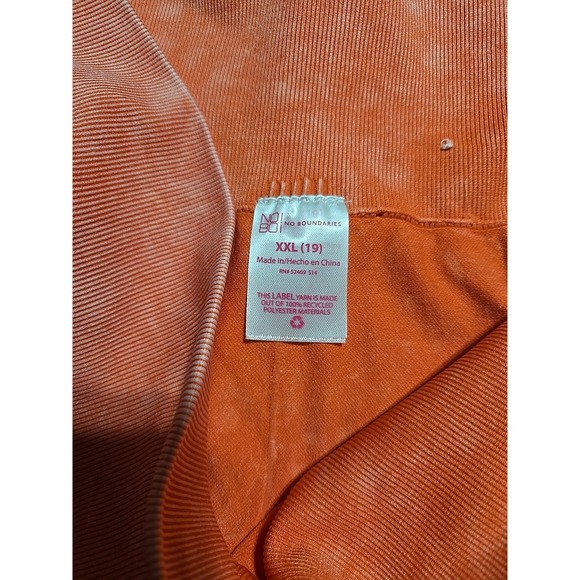 NO
BO
NO BOUNDARIES
XXL (19)
Made in/Hecho en China
RN# 52469 S14
THIS LABEL YARN IS MADE
OUT OF 100% RECYCLED
POLYESTER MATERIALS